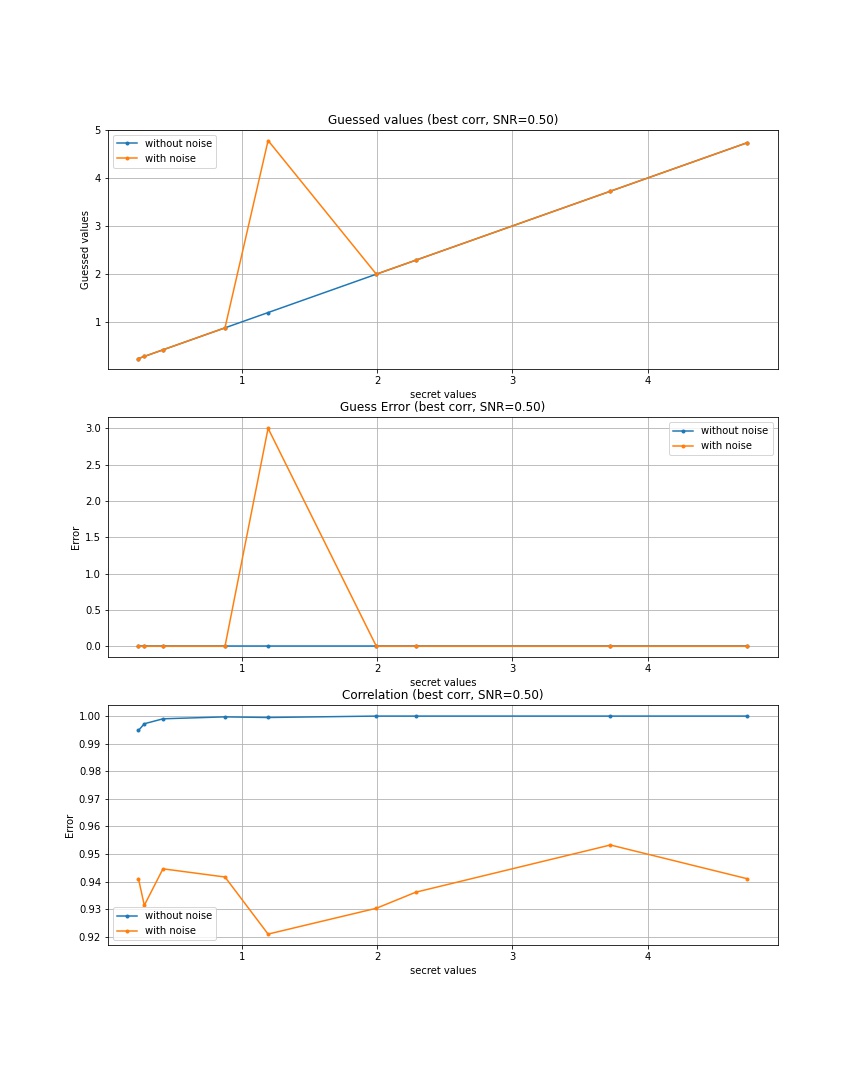 Guessed values (best corr, SNR=0.50)
without noise
with noise
Guessed values
5
4
3
2
1
1 2 3 4
secret values
Guess Error (best corr, SNR=0.50)
without noise
with noise
Error
3.0
2.5
2.0
1.5
1.0
0.5
0.0
1 2 3 4
secret values
Correlation (best corr, SNR=0.50)
Error
1.00
0.99
0.98
0.97
0.96
0.95
0.94
0.93
0.92
without noise
with noise
1 2 3 4
secret values